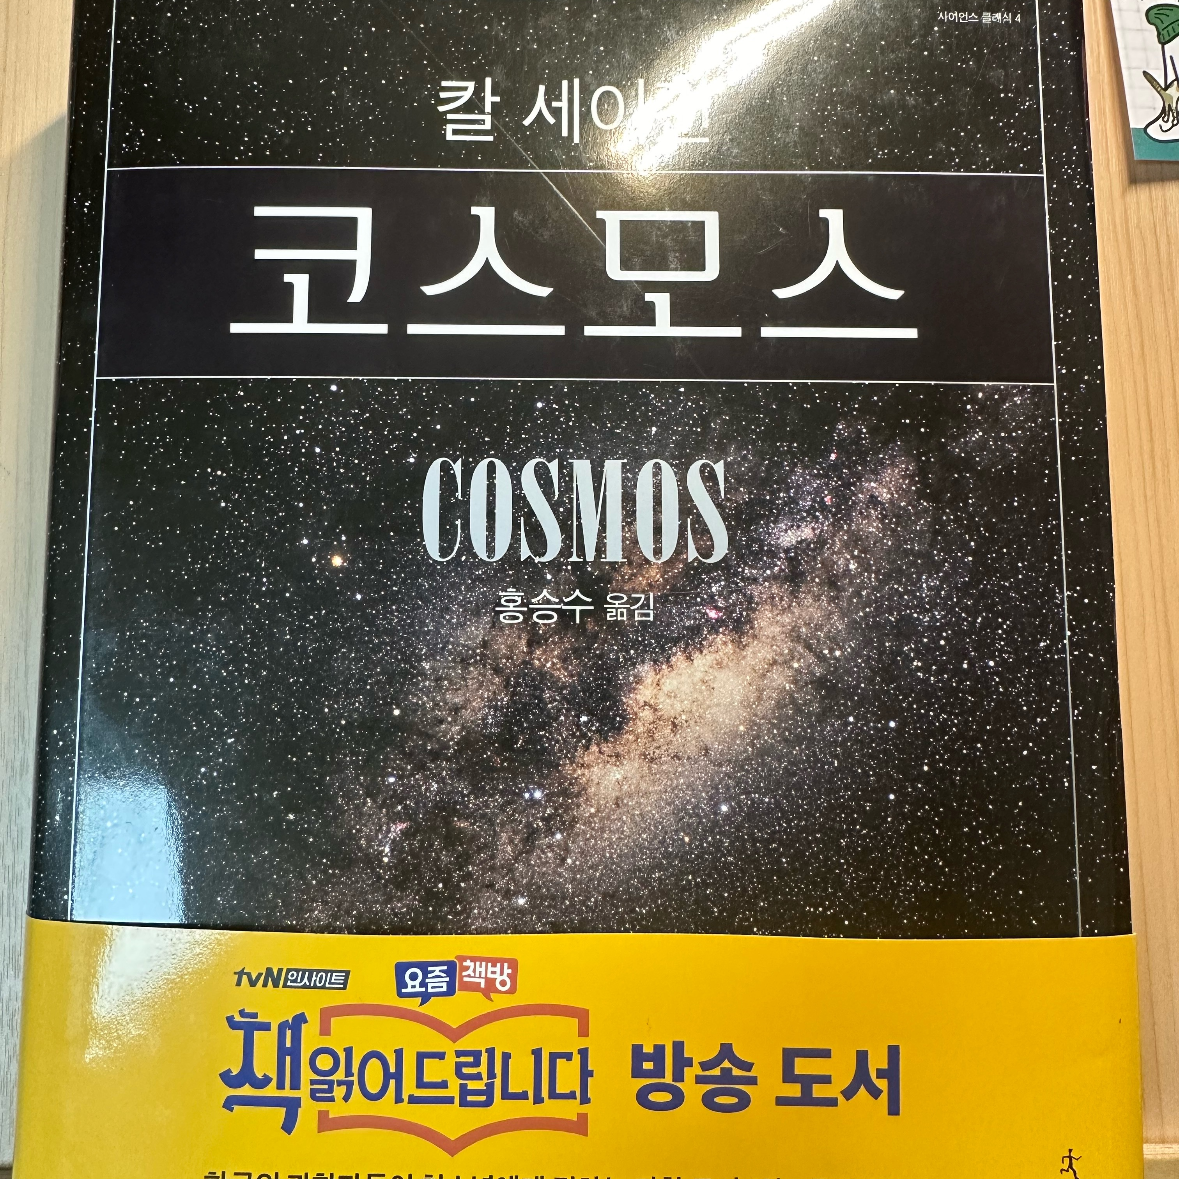 사이언스 클래식 4
칼 세이건
코스모스
COSMOS
홍승수 옮김
tvN 인사이트
요즘책방
책 읽어드립니다 방송 도서